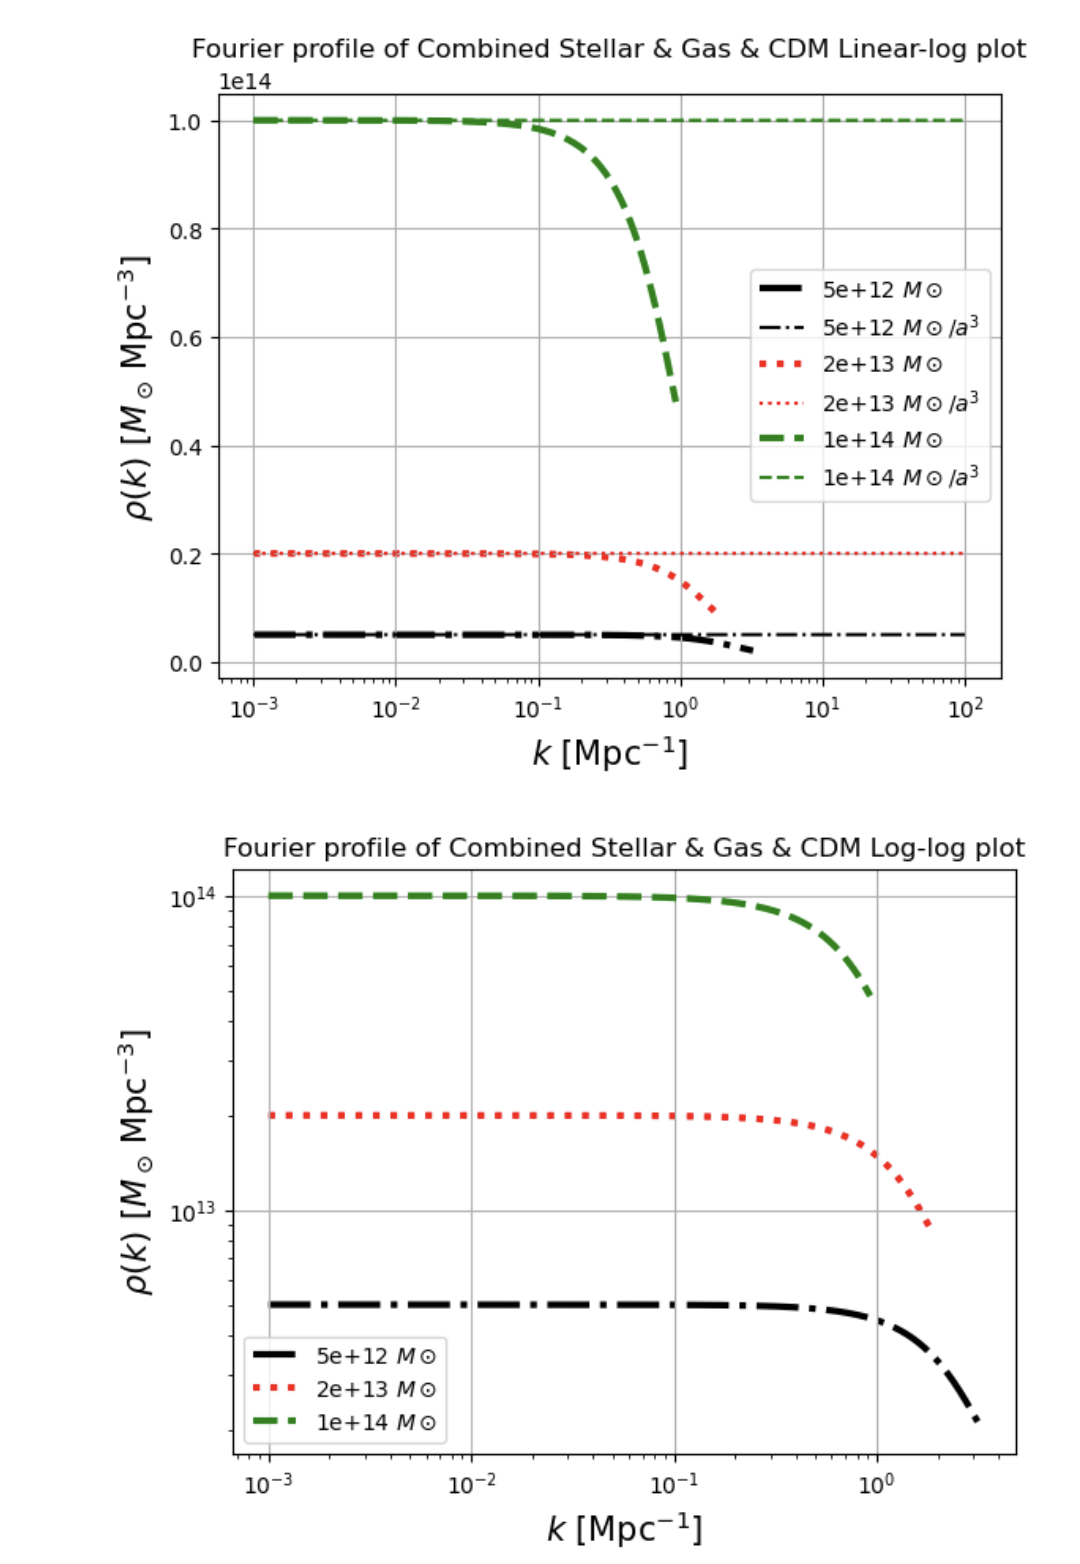 Fourier profile of Combined Stellar & Gas & CDM Linear-log plot
1e14
1.0
0.8
0.6
0.4
0.2
0.0
ρ(k) [M⊙ Mpc⁻³]
5e+12 M⊙
5e+12 M⊙/a³
2e+13 M⊙
2e+13 M⊙/a³
1e+14 M⊙
1e+14 M⊙/a³
10⁻³ 10⁻² 10⁻¹ 10⁰ 10¹ 10²
k [Mpc⁻¹]
Fourier profile of Combined Stellar & Gas & CDM Log-log plot
10¹⁴
10¹³
ρ(k) [M⊙ Mpc⁻³]
5e+12 M⊙
2e+13 M⊙
1e+14 M⊙
10⁻³ 10⁻² 10⁻¹ 10⁰
k [Mpc⁻¹]